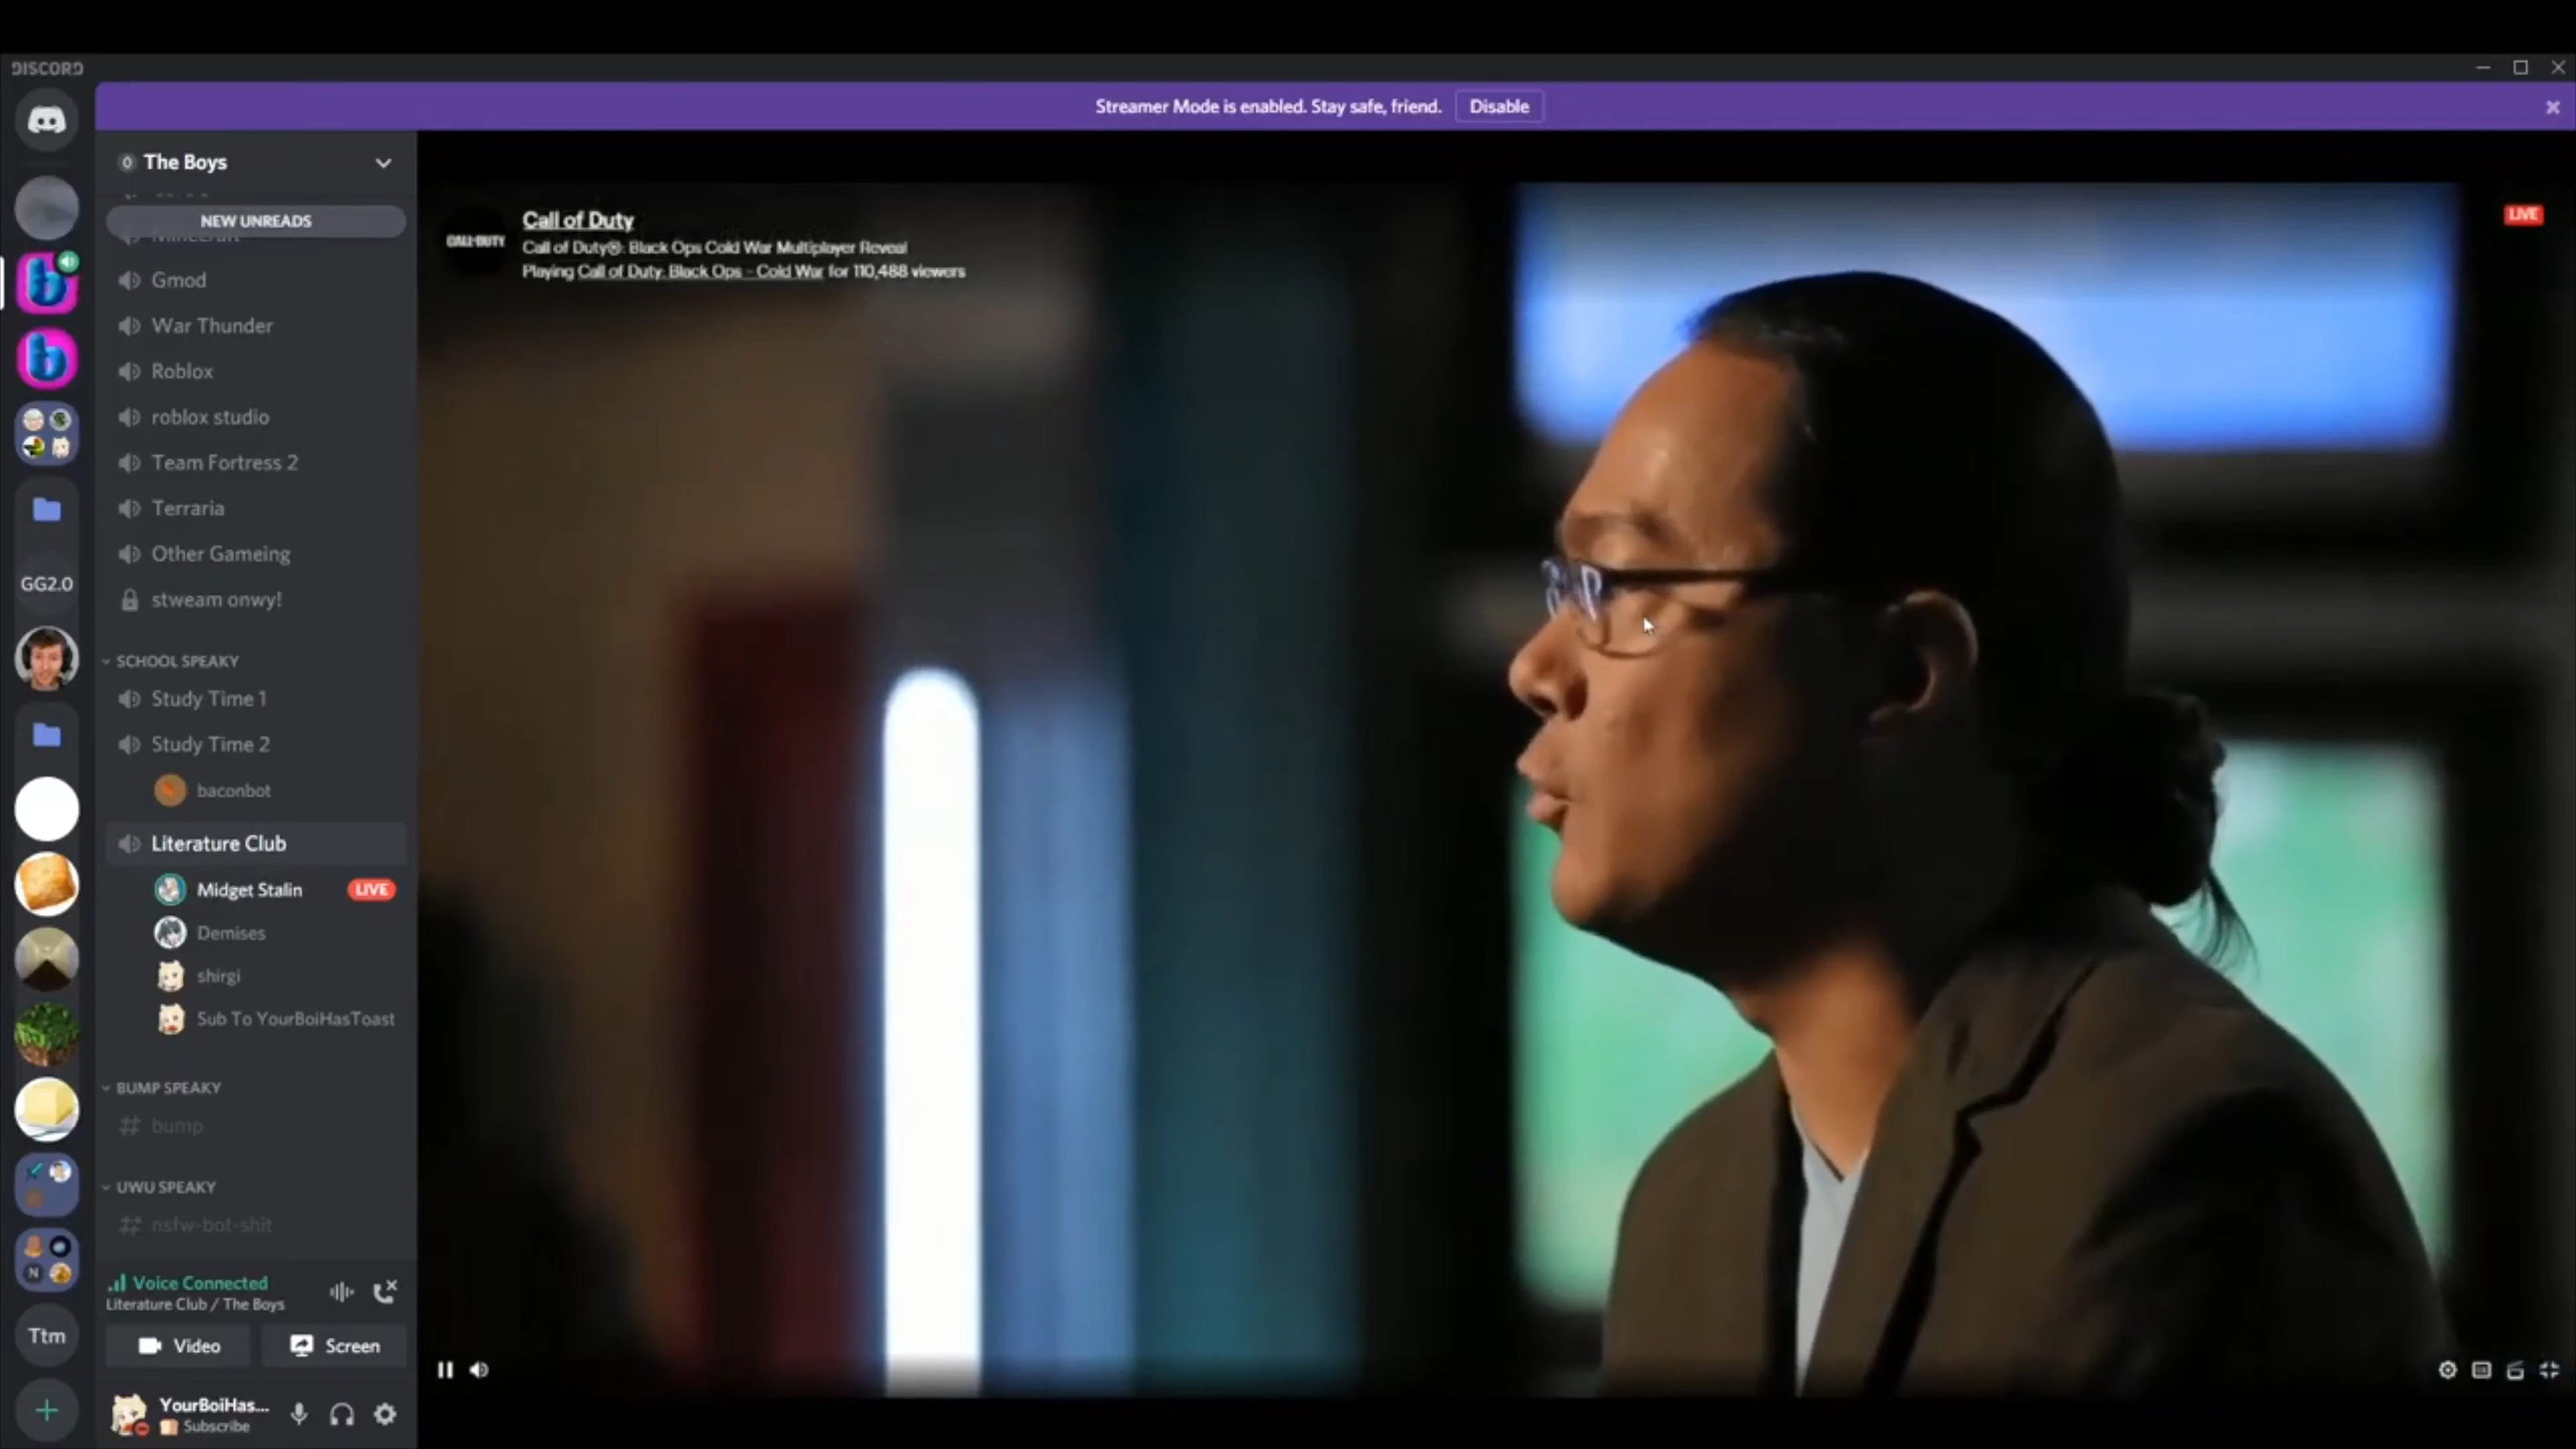 DISCORD
Streamer Mode is enabled. Stay safe, friend.
Disable
The Boys
NEW UNREADS
Minecraft
Gmod
War Thunder
Roblox
roblox studio
Team Fortress 2
Terraria
Other Gameing
stweam onwy!
SCHOOL SPEAKY
Study Time 1
Study Time 2
baconbot
Literature Club
Midget Stalin
LIVE
Demises
shirgi
Sub To YourBoiHasToast
BUMP SPEAKY
bump
UWU SPEAKY
nsfw-bot-shit
Voice Connected
Literature Club / The Boys
Video
Screen
YourBoiHas...
Subscribe
GG2.0
N
Ttm
CALL OF DUTY
Call of Duty
Call of Duty®: Black Ops Cold War Multiplayer Reveal
Playing Call of Duty: Black Ops - Cold War for 110,488 viewers
LIVE